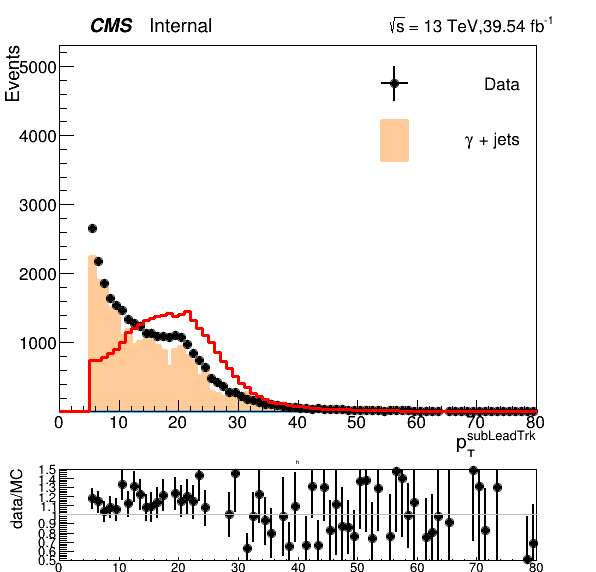 CMS Internal √s = 13 TeV,39.54 fb⁻¹
Events
5000
4000
3000
2000
1000
Data
γ + jets
0 10 20 30 40 50 60 70 80
p_T^subLeadTrk
h
data/MC
1.5
1.4
1.3
1.2
1.1
1
0.9
0.8
0.7
0.6
0.5
0 10 20 30 40 50 60 70 80